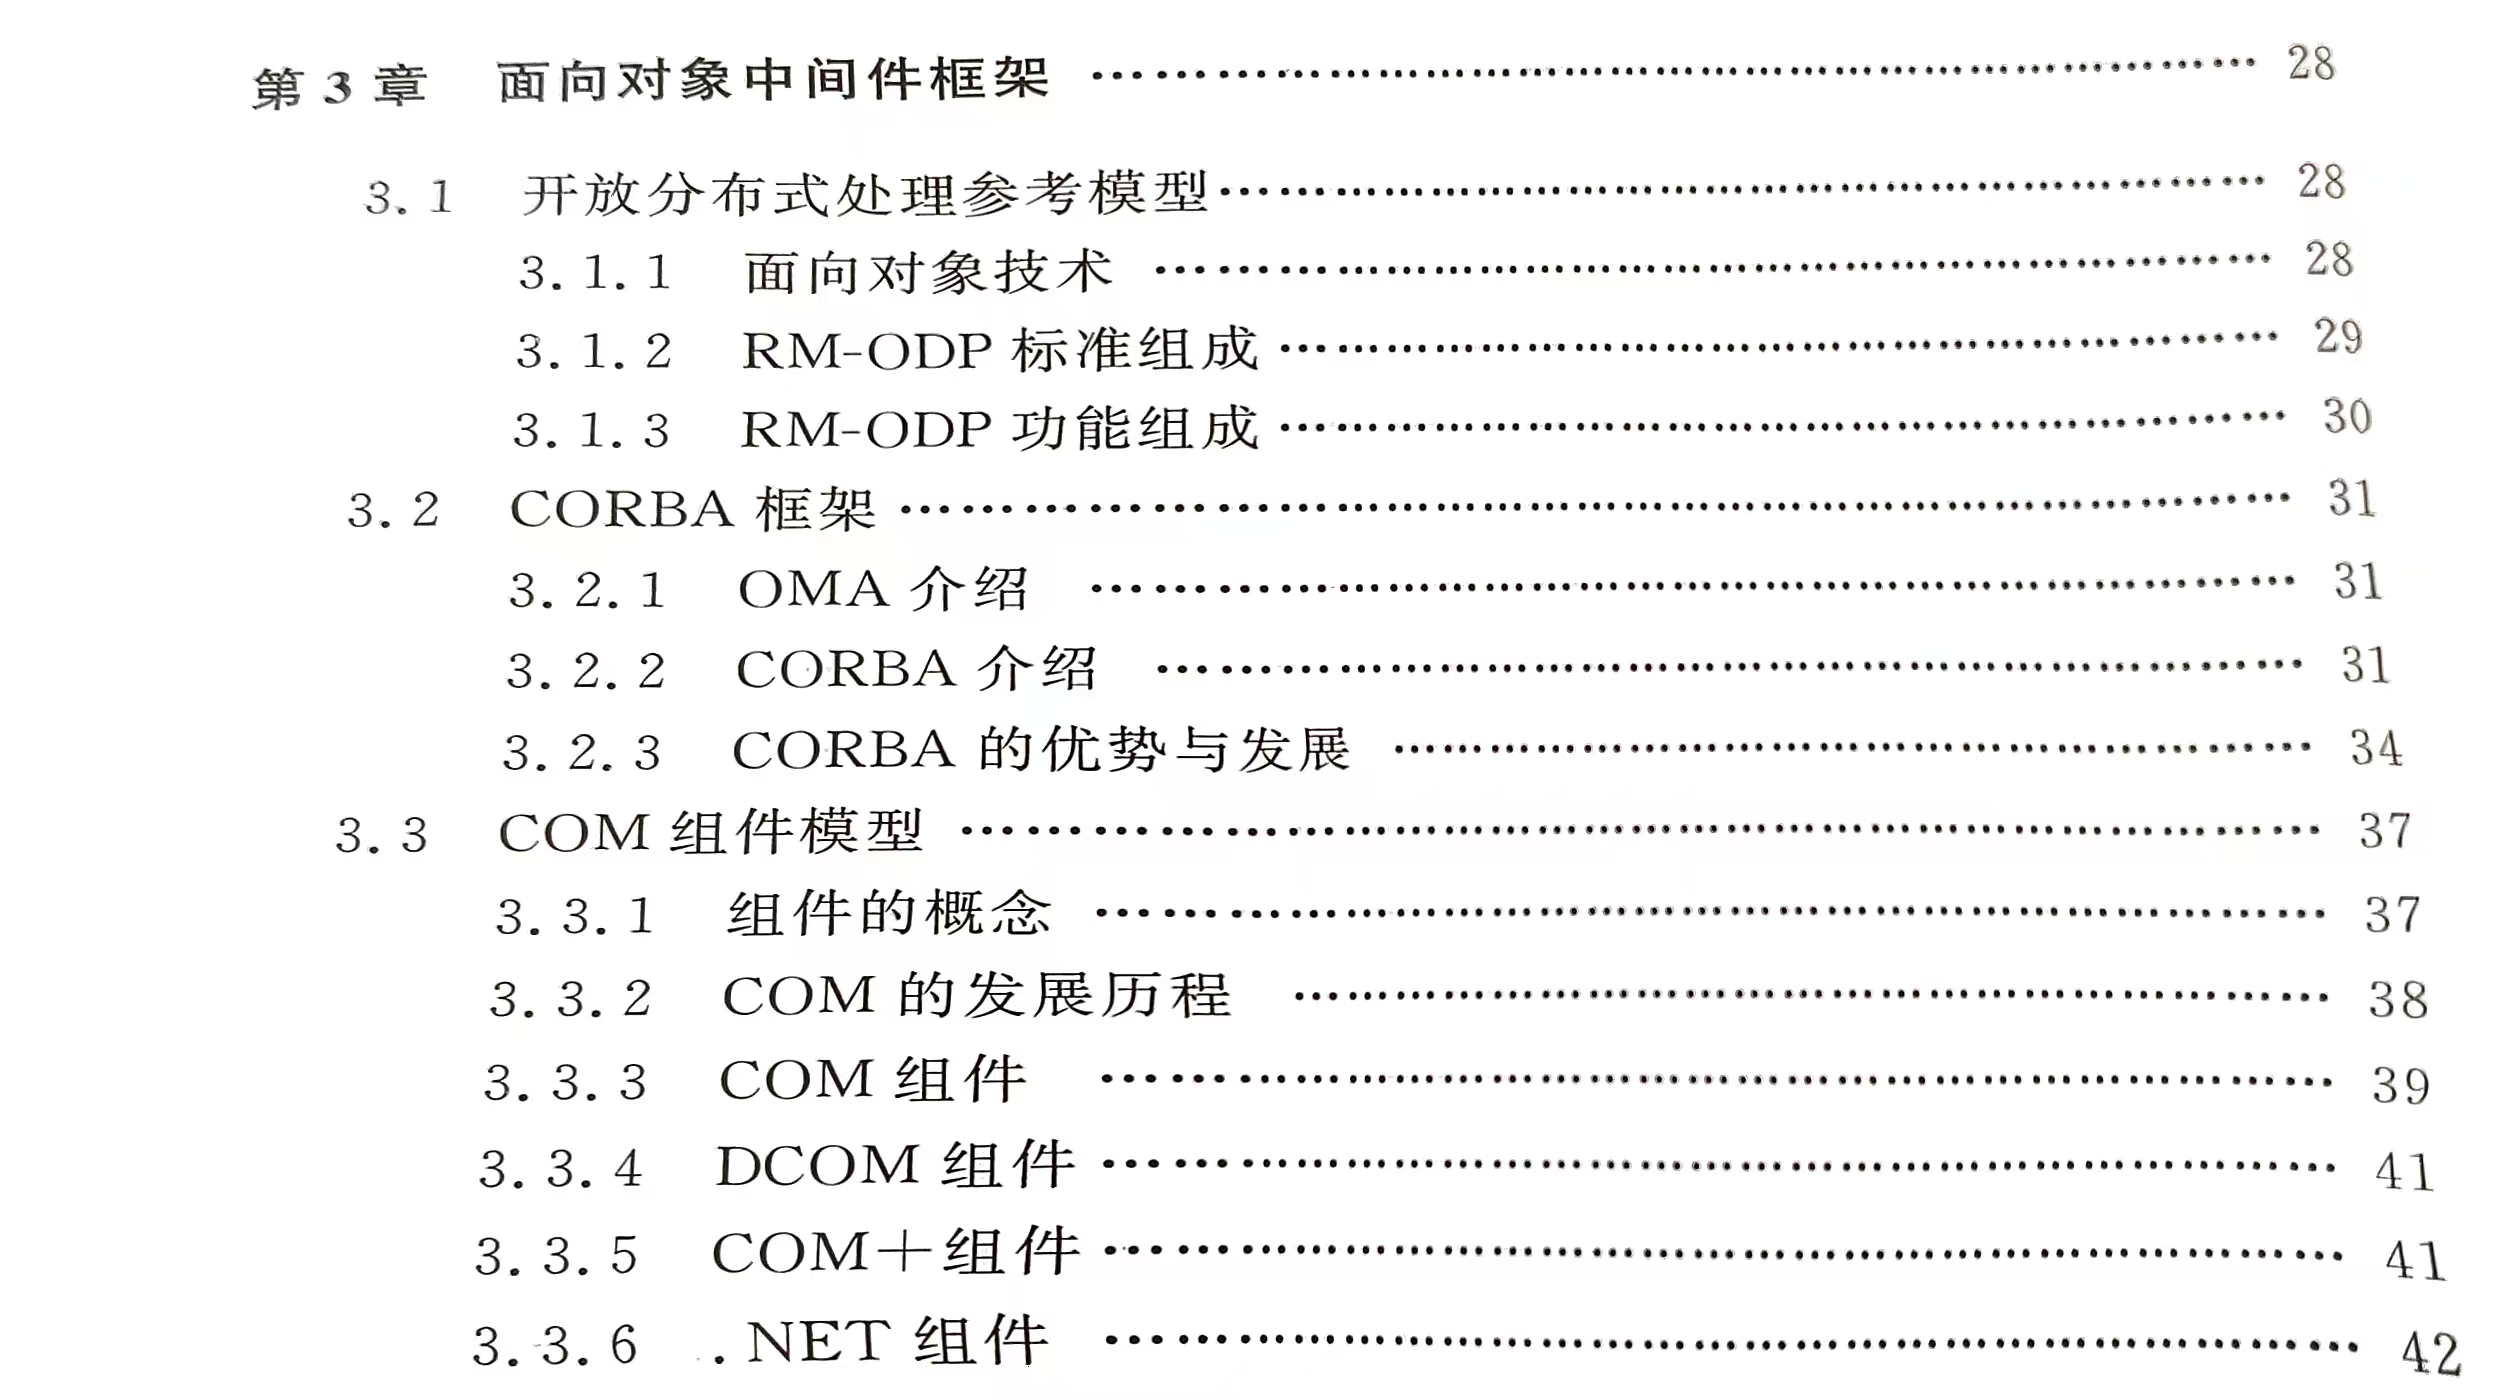 第 3 章 面向对象中间件框架 …………………………………………………… 28
3.1 开放分布式处理参考模型…………………………………………………… 28
3.1.1 面向对象技术 …………………………………………………… 28
3.1.2 RM-ODP 标准组成…………………………………………………… 29
3.1.3 RM-ODP 功能组成…………………………………………………… 30
3.2 CORBA 框架…………………………………………………… 31
3.2.1 OMA 介绍 …………………………………………………… 31
3.2.2 CORBA 介绍 …………………………………………………… 31
3.2.3 CORBA 的优势与发展 …………………………………………………… 34
3.3 COM 组件模型 …………………………………………………… 37
3.3.1 组件的概念 …………………………………………………… 37
3.3.2 COM 的发展历程 …………………………………………………… 38
3.3.3 COM 组件 …………………………………………………… 39
3.3.4 DCOM 组件…………………………………………………… 41
3.3.5 COM+组件…………………………………………………… 41
3.3.6 .NET 组件 …………………………………………………… 42